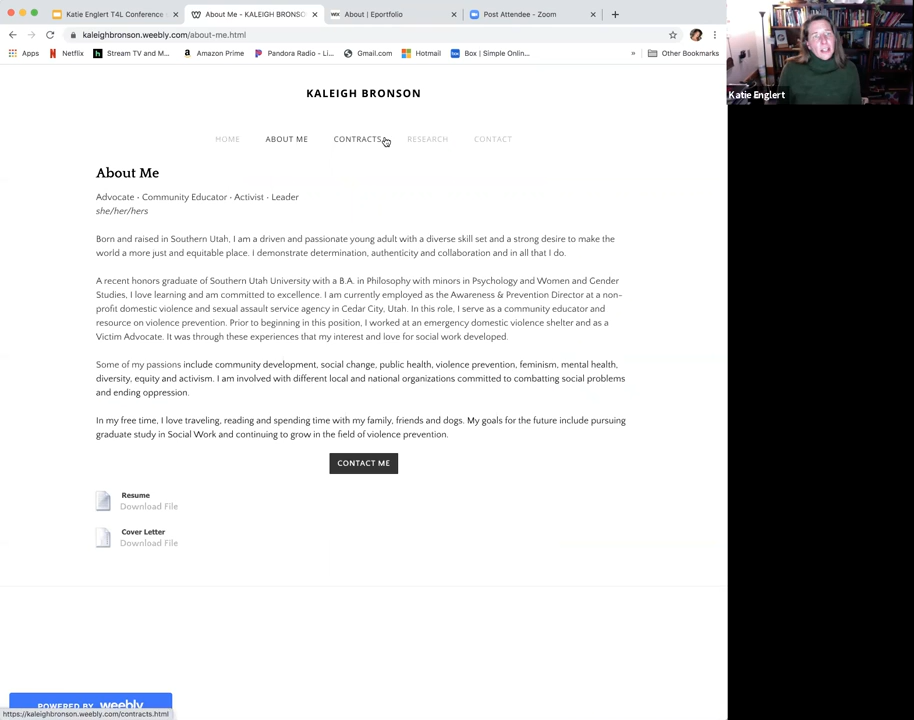 Katie Englert T4L Conference
About Me - KALEIGH BRONSO
About | Eportfolio
Post Attendee - Zoom
kaleighbronson.weebly.com/about-me.html
Apps Netflix Stream TV and M... Amazon Prime Pandora Radio - Li... Gmail.com Hotmail Box | Simple Onlin... » Other Bookmarks
Katie Englert
KALEIGH BRONSON
HOME ABOUT ME CONTRACTS RESEARCH CONTACT
About Me
Advocate · Community Educator · Activist · Leader
she/her/hers
Born and raised in Southern Utah, I am a driven and passionate young adult with a diverse skill set and a strong desire to make the
world a more just and equitable place. I demonstrate determination, authenticity and collaboration and in all that I do.
A recent honors graduate of Southern Utah University with a B.A. in Philosophy with minors in Psychology and Women and Gender
Studies, I love learning and am committed to excellence. I am currently employed as the Awareness & Prevention Director at a non-
profit domestic violence and sexual assault service agency in Cedar City, Utah. In this role, I serve as a community educator and
resource on violence prevention. Prior to beginning in this position, I worked at an emergency domestic violence shelter and as a
Victim Advocate. It was through these experiences that my interest and love for social work developed.
Some of my passions include community development, social change, public health, violence prevention, feminism, mental health,
diversity, equity and activism. I am involved with different local and national organizations committed to combatting social problems
and ending oppression.
In my free time, I love traveling, reading and spending time with my family, friends and dogs. My goals for the future include pursuing
graduate study in Social Work and continuing to grow in the field of violence prevention.
CONTACT ME
Resume
Download File
Cover Letter
Download File
POWERED BY weebly
https://kaleighbronson.weebly.com/contracts.html